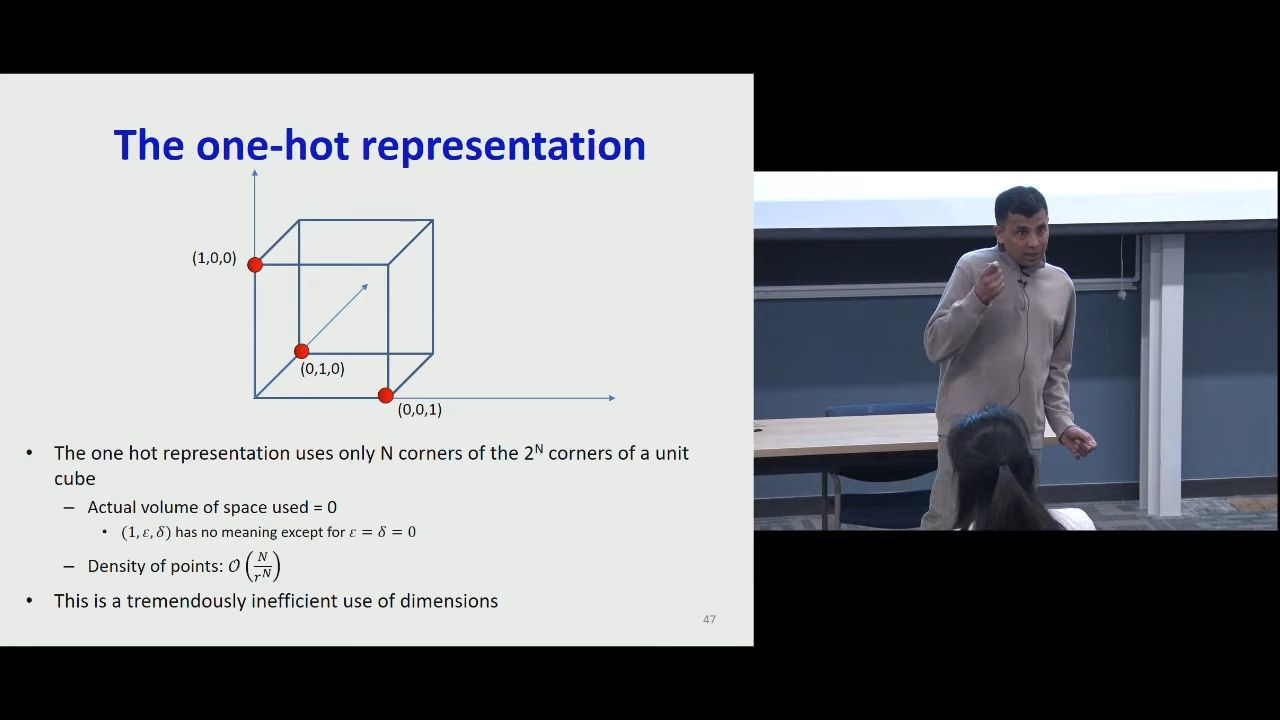 The one-hot representation
(1,0,0)
(0,1,0)
(0,0,1)
• The one hot representation uses only N corners of the 2ᴺ corners of a unit
cube
– Actual volume of space used = 0
• (1, ε, δ) has no meaning except for ε = δ = 0
– Density of points: 𝒪(N/rᴺ)
• This is a tremendously inefficient use of dimensions
47